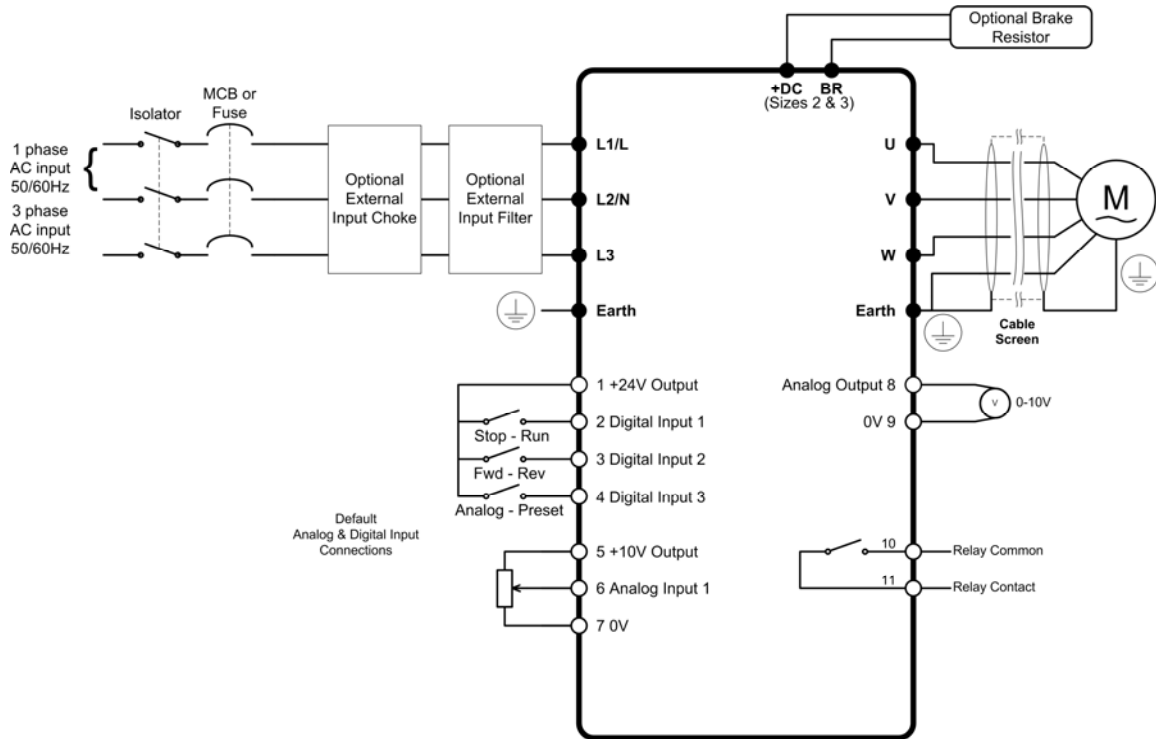 Optional Brake
Resistor
+DC BR
(Sizes 2 & 3)
MCB or
Fuse
Isolator
1 phase
AC input
50/60Hz
{
3 phase
AC input
50/60Hz
Optional
External
Input Choke
Optional
External
Input Filter
L1/L
L2/N
L3
Earth
U
V
W
Earth
M
Cable
Screen
1 +24V Output
2 Digital Input 1
Stop - Run
3 Digital Input 2
Fwd - Rev
4 Digital Input 3
Analog - Preset
Default
Analog & Digital Input
Connections
5 +10V Output
6 Analog Input 1
7 0V
Analog Output 8
V
0-10V
0V 9
10
Relay Common
11
Relay Contact